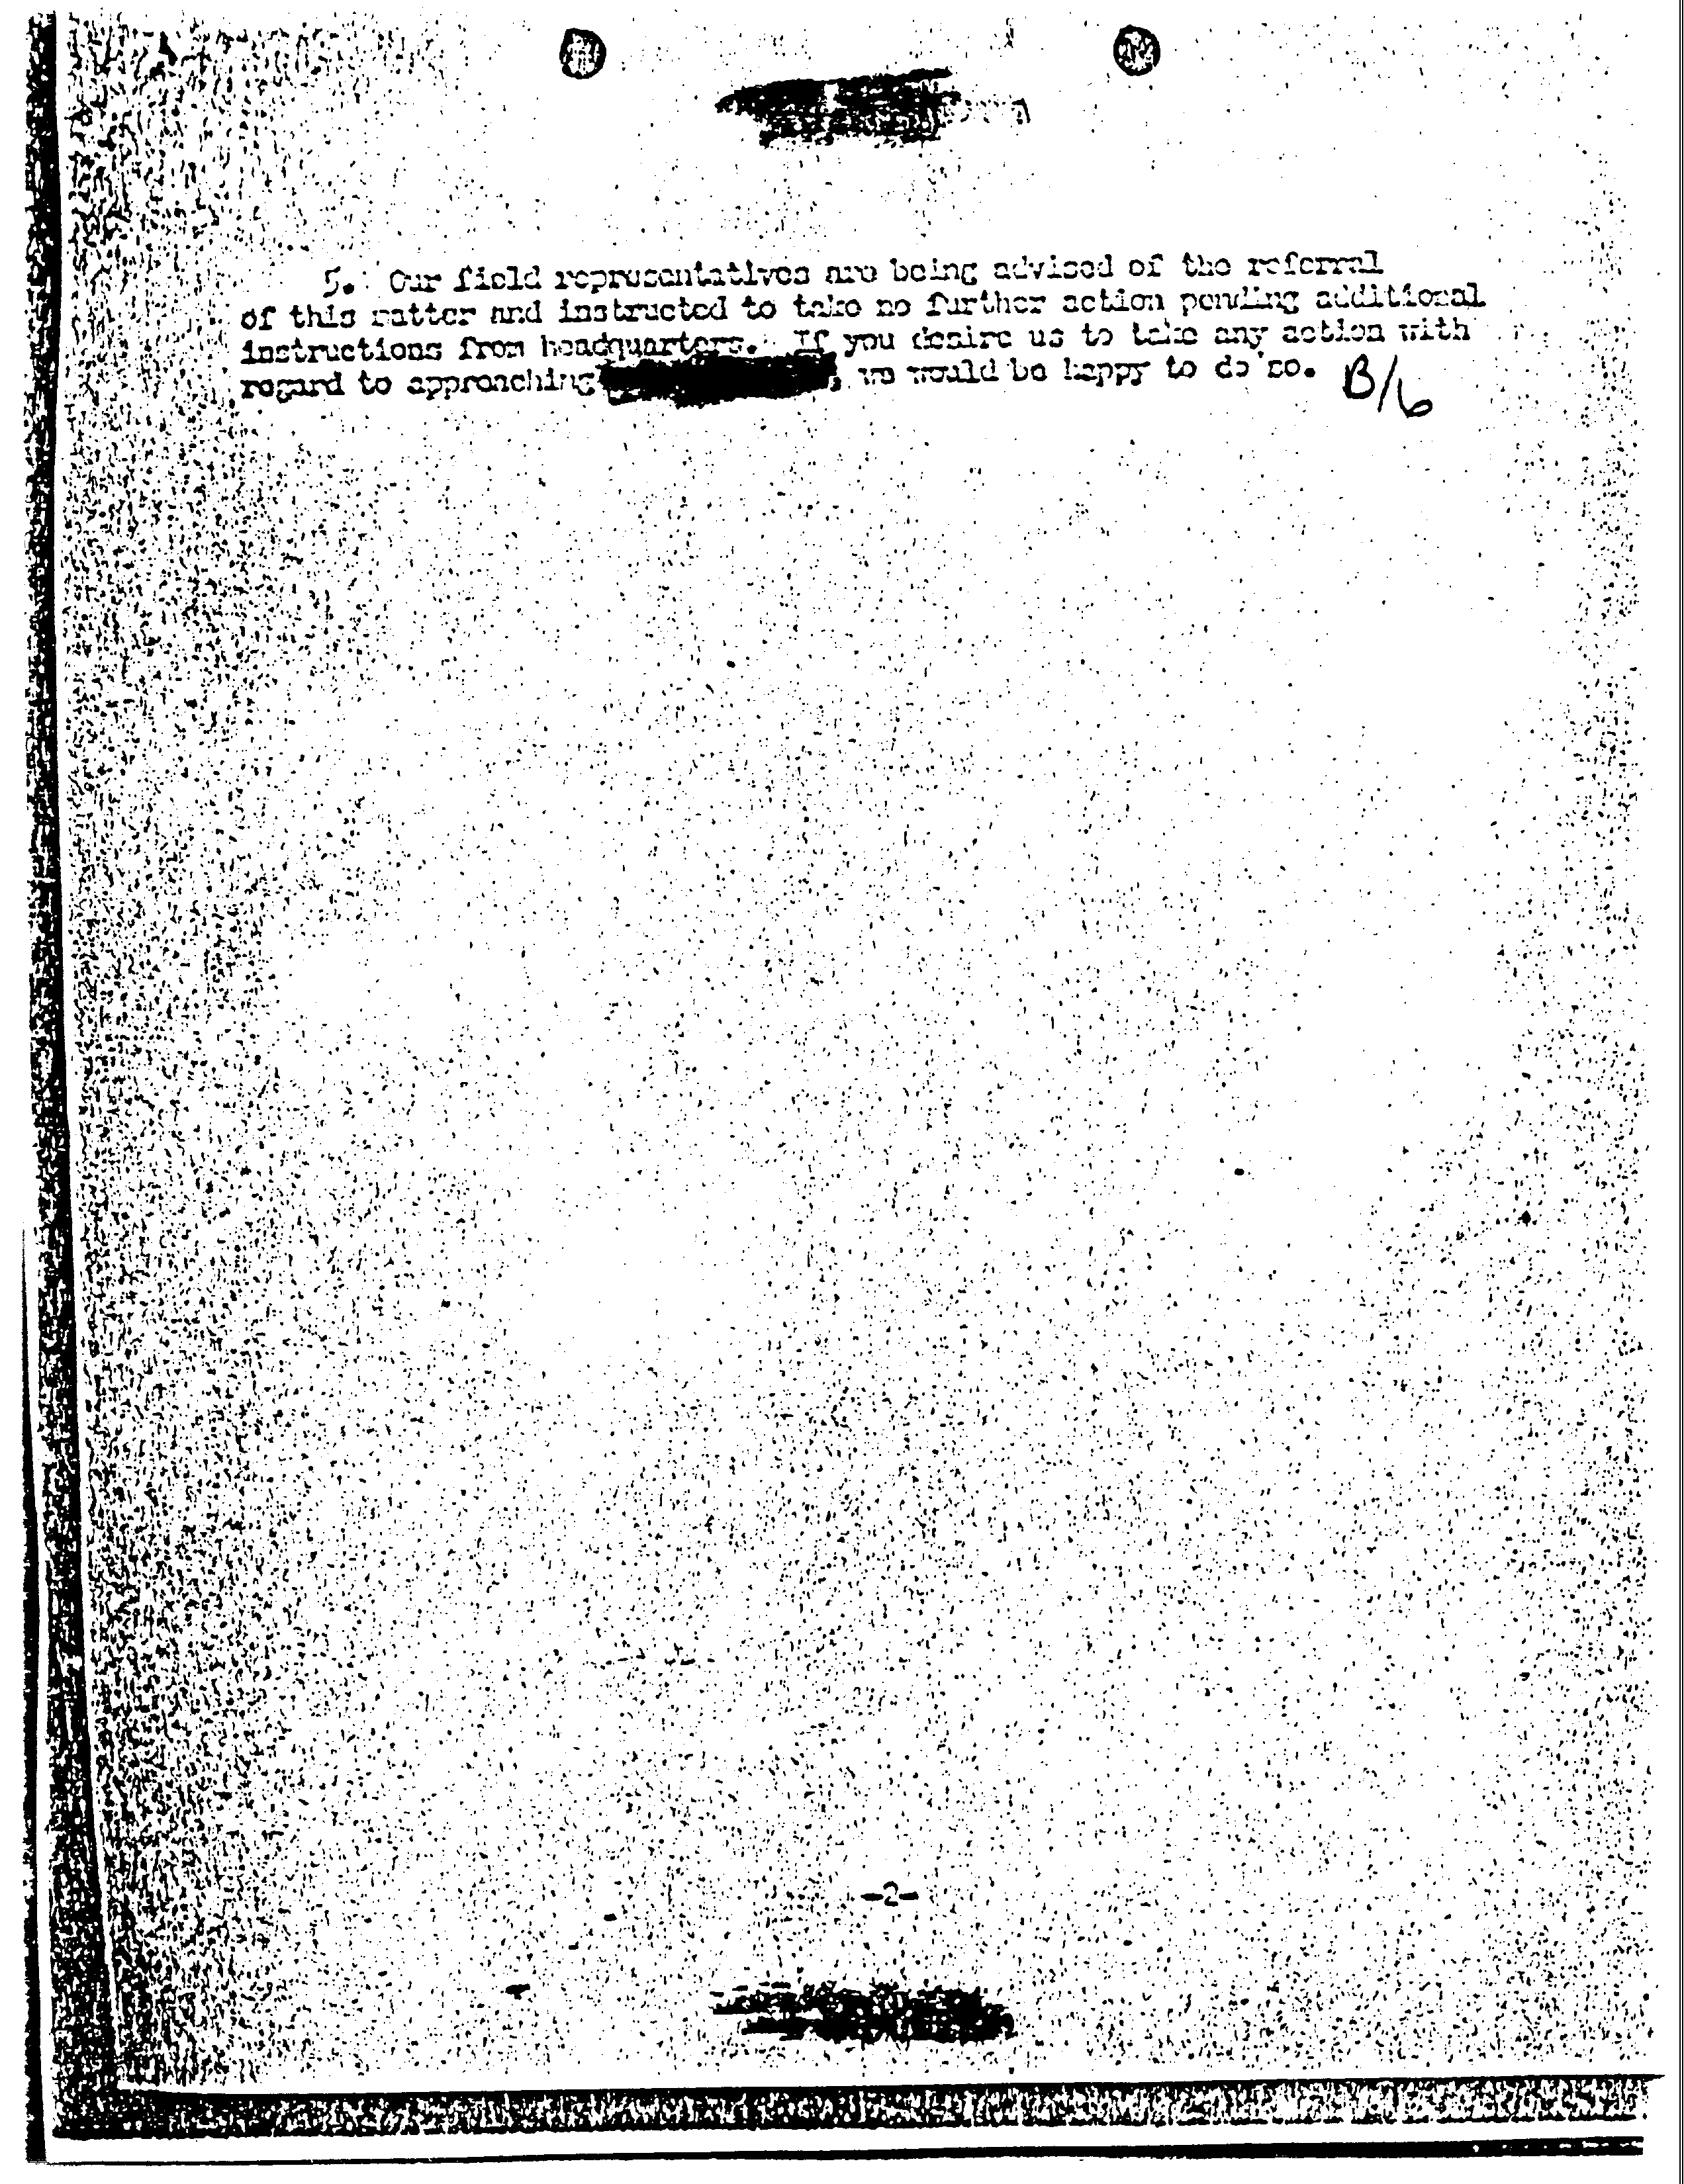 5. Our field representatives are being advised of the referral
of this matter and instructed to take no further action pending additional
instructions from headquarters. If you desire us to take any action with
regard to approaching , we would be happy to do so. B/6
-2-